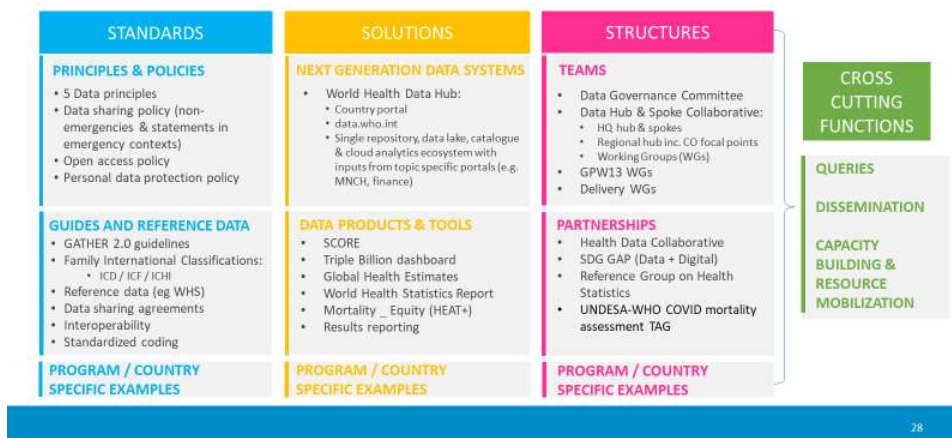 STANDARDS
PRINCIPLES & POLICIES
• 5 Data principles
• Data sharing policy (non-
emergencies & statements in
emergency contexts)
• Open access policy
• Personal data protection policy
GUIDES AND REFERENCE DATA
• GATHER 2.0 guidelines
• Family International Classifications:
• ICD / ICF / ICHI
• Reference data (eg WHS)
• Data sharing agreements
• Interoperability
• Standardized coding
PROGRAM / COUNTRY
SPECIFIC EXAMPLES
SOLUTIONS
NEXT GENERATION DATA SYSTEMS
• World Health Data Hub:
• Country portal
• data.who.int
• Single repository, data lake, catalogue
& cloud analytics ecosystem with
inputs from topic specific portals (e.g.
MNCH, finance)
DATA PRODUCTS & TOOLS
• SCORE
• Triple Billion dashboard
• Global Health Estimates
• World Health Statistics Report
• Mortality _ Equity (HEAT+)
• Results reporting
PROGRAM / COUNTRY
SPECIFIC EXAMPLES
STRUCTURES
TEAMS
• Data Governance Committee
• Data Hub & Spoke Collaborative:
• HQ hub & spokes
• Regional hub inc. CO focal points
• Working Groups (WGs)
• GPW13 WGs
• Delivery WGs
PARTNERSHIPS
• Health Data Collaborative
• SDG GAP (Data + Digital)
• Reference Group on Health
Statistics
• UNDESA-WHO COVID mortality
assessment TAG
PROGRAM / COUNTRY
SPECIFIC EXAMPLES
CROSS
CUTTING
FUNCTIONS
QUERIES
DISSEMINATION
CAPACITY
BUILDING &
RESOURCE
MOBILIZATION
28